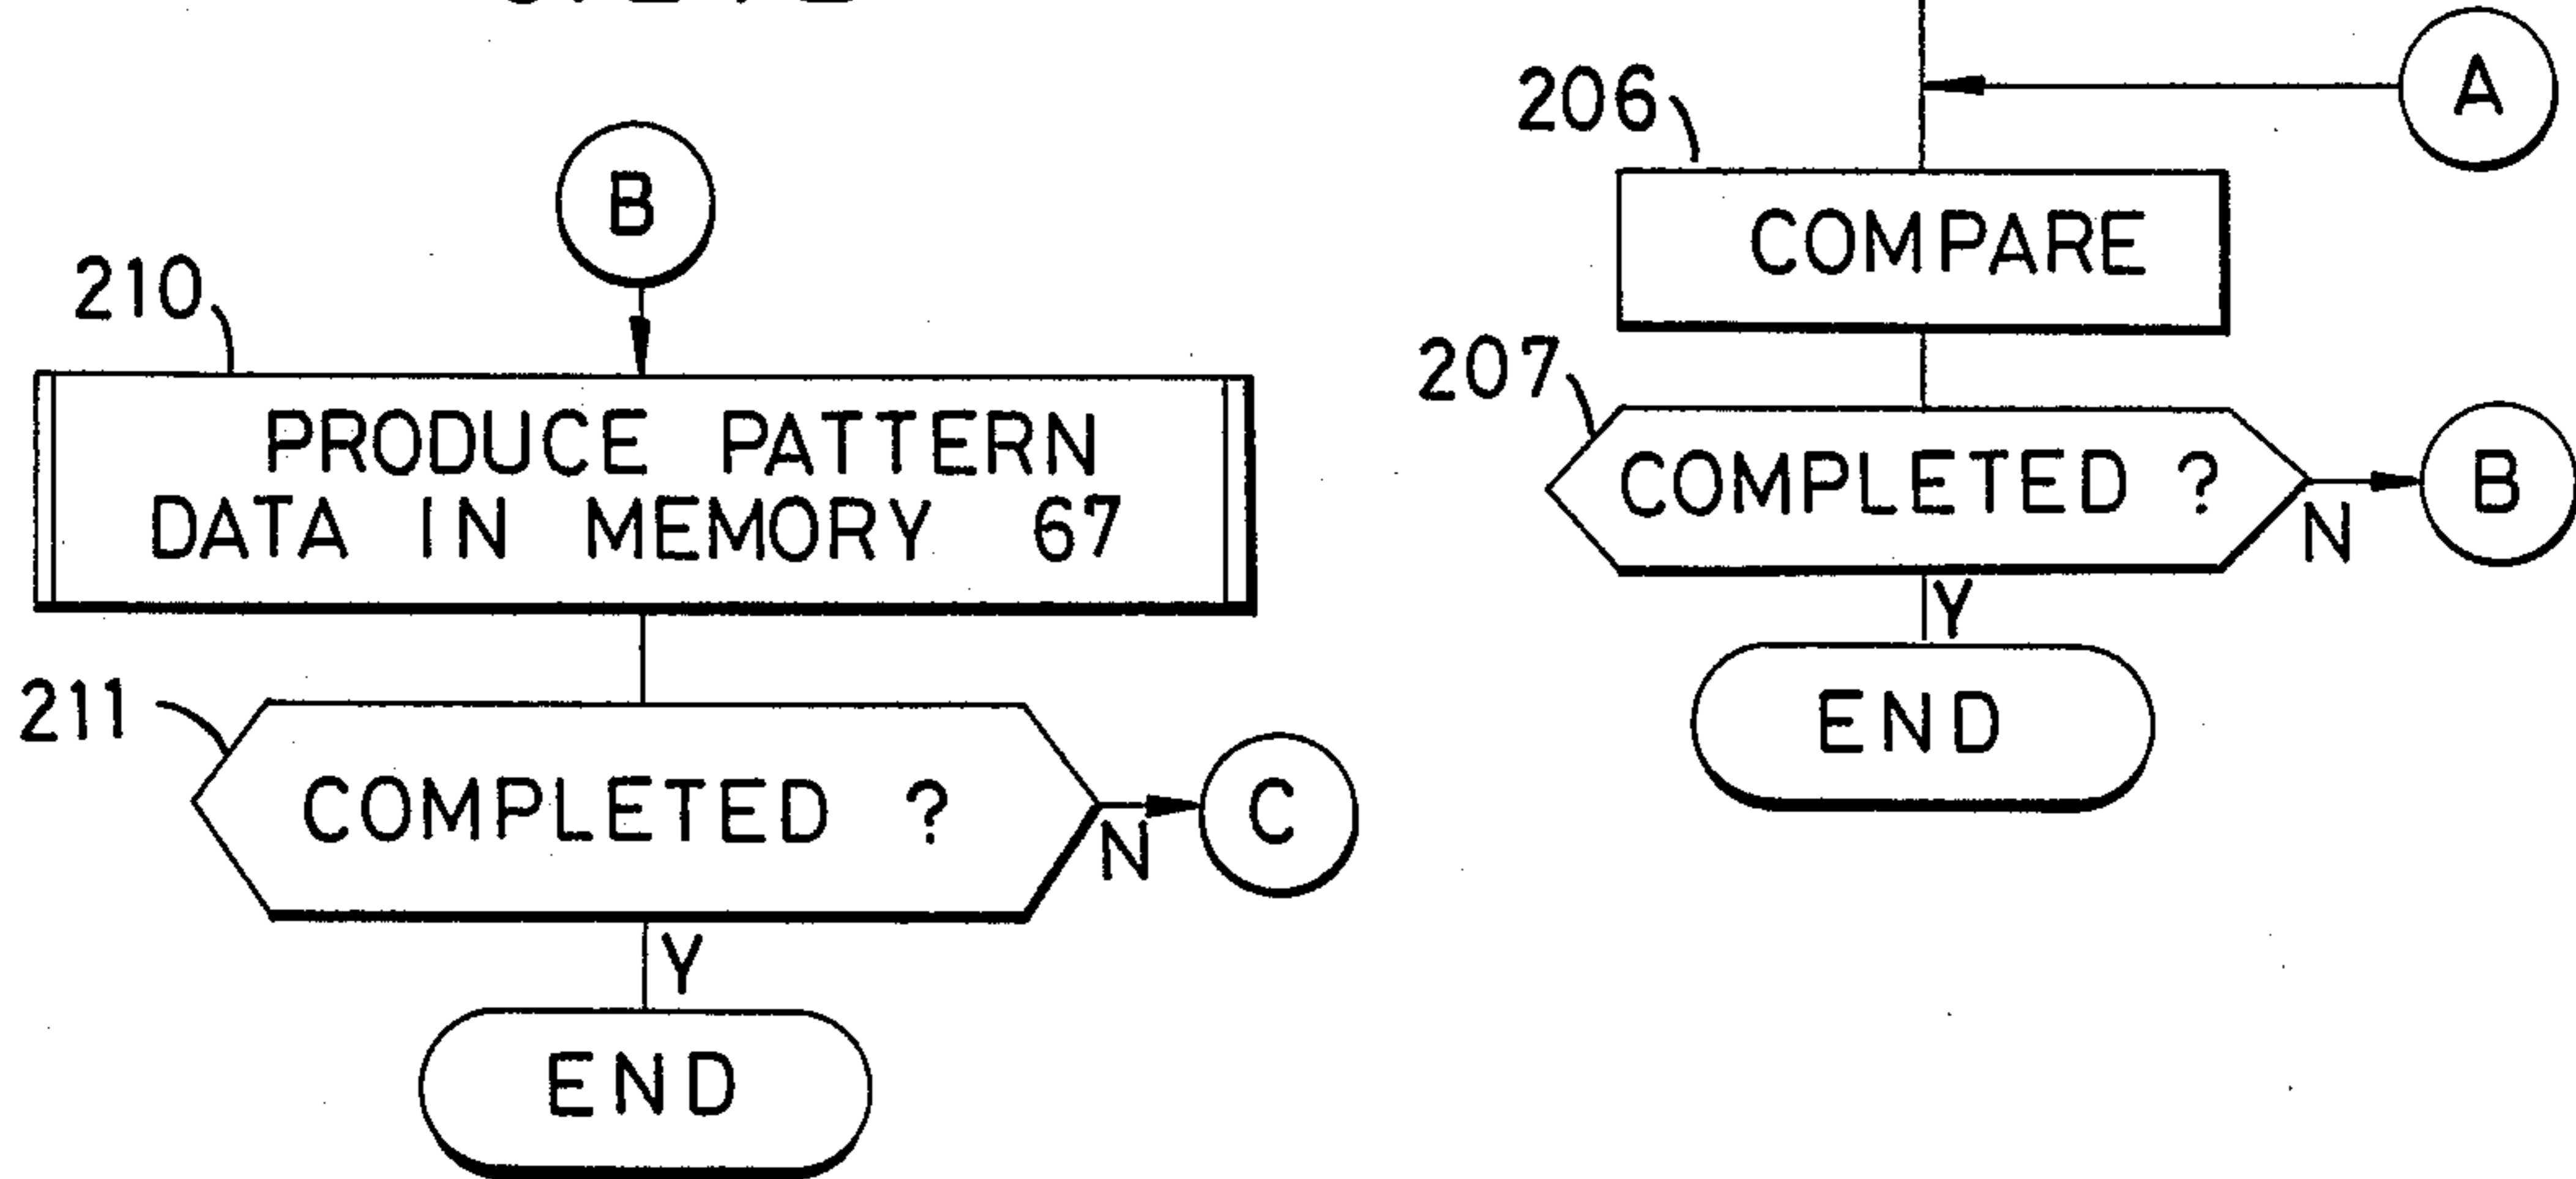 B
210
PRODUCE PATTERN
DATA IN MEMORY 67
211
COMPLETED ?
N
C
Y
END
A
206
COMPARE
207
COMPLETED ?
N
B
Y
END